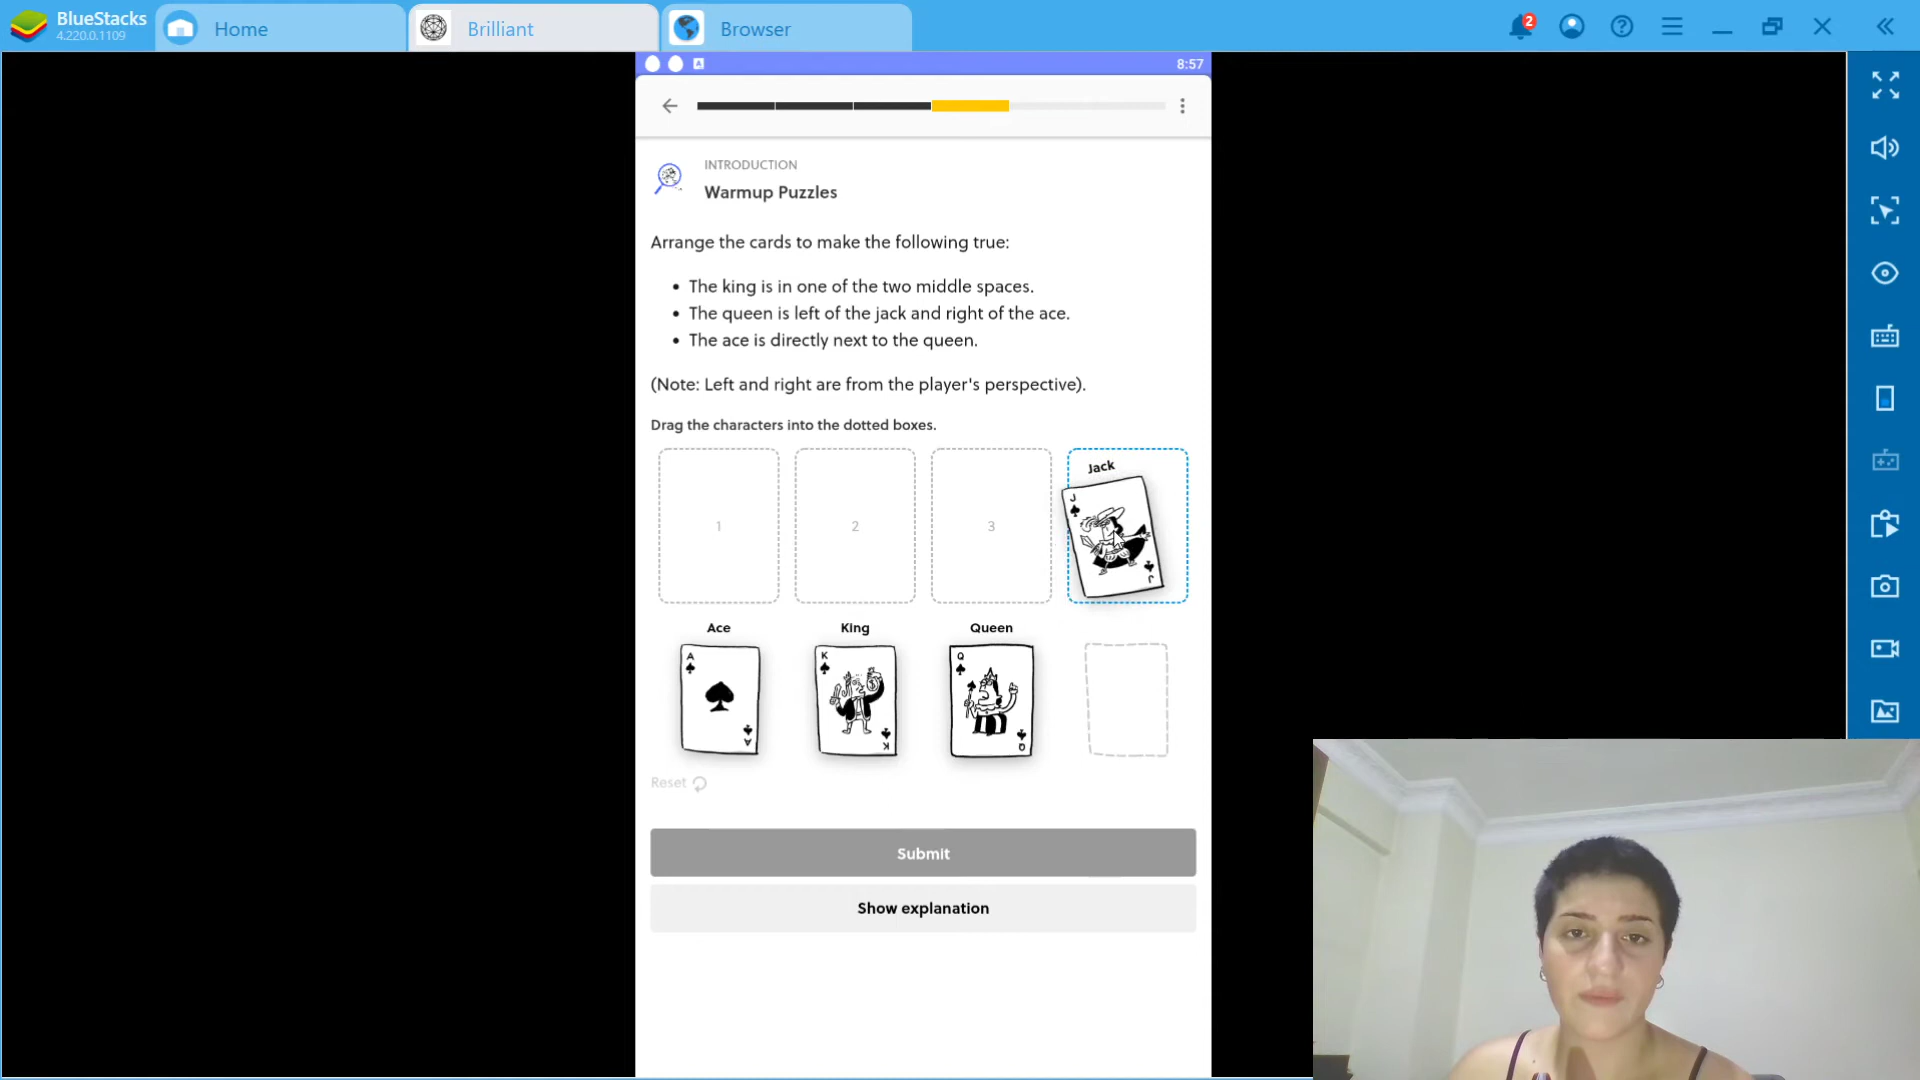 BlueStacks
4.220.0.1109
Home
Brilliant
Browser
2
8:57
INTRODUCTION
Warmup Puzzles
Arrange the cards to make the following true:
• The king is in one of the two middle spaces.
• The queen is left of the jack and right of the ace.
• The ace is directly next to the queen.
(Note: Left and right are from the player's perspective).
Drag the characters into the dotted boxes.
1
2
3
Jack
J
J
Ace
King
Queen
A
A
K
K
Q
Q
Reset
Submit
Show explanation